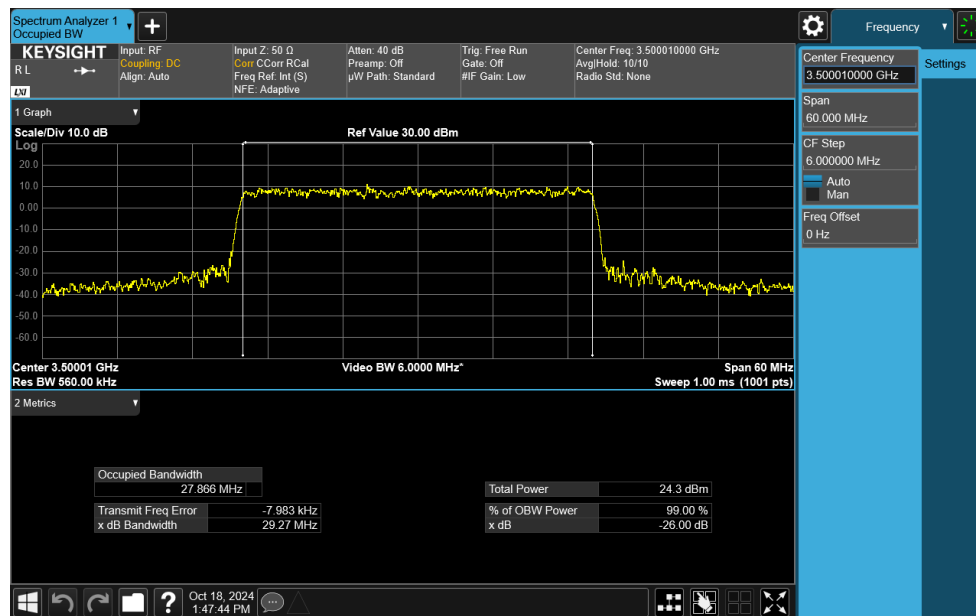 Spectrum Analyzer 1
Occupied BW
Frequency
KEYSIGHT
R L
LXI
Input: RF
Coupling: DC
Align: Auto
Input Z: 50 Ω
Corr CCorr RCal
Freq Ref: Int (S)
NFE: Adaptive
Atten: 40 dB
Preamp: Off
µW Path: Standard
Trig: Free Run
Gate: Off
#IF Gain: Low
Center Freq: 3.500010000 GHz
Avg|Hold: 10/10
Radio Std: None
Center Frequency
3.500010000 GHz
Settings
Span
60.000 MHz
CF Step
6.000000 MHz
Auto
Man
Freq Offset
0 Hz
1 Graph
Scale/Div 10.0 dB
Ref Value 30.00 dBm
Log
20.0
10.0
0.00
-10.0
-20.0
-30.0
-40.0
-50.0
-60.0
Center 3.50001 GHz
Video BW 6.0000 MHz*
Span 60 MHz
Res BW 560.00 kHz
Sweep 1.00 ms (1001 pts)
2 Metrics
Occupied Bandwidth
27.866 MHz
Total Power 24.3 dBm
Transmit Freq Error -7.983 kHz
% of OBW Power 99.00 %
x dB Bandwidth 29.27 MHz
x dB -26.00 dB
Oct 18, 2024
1:47:44 PM